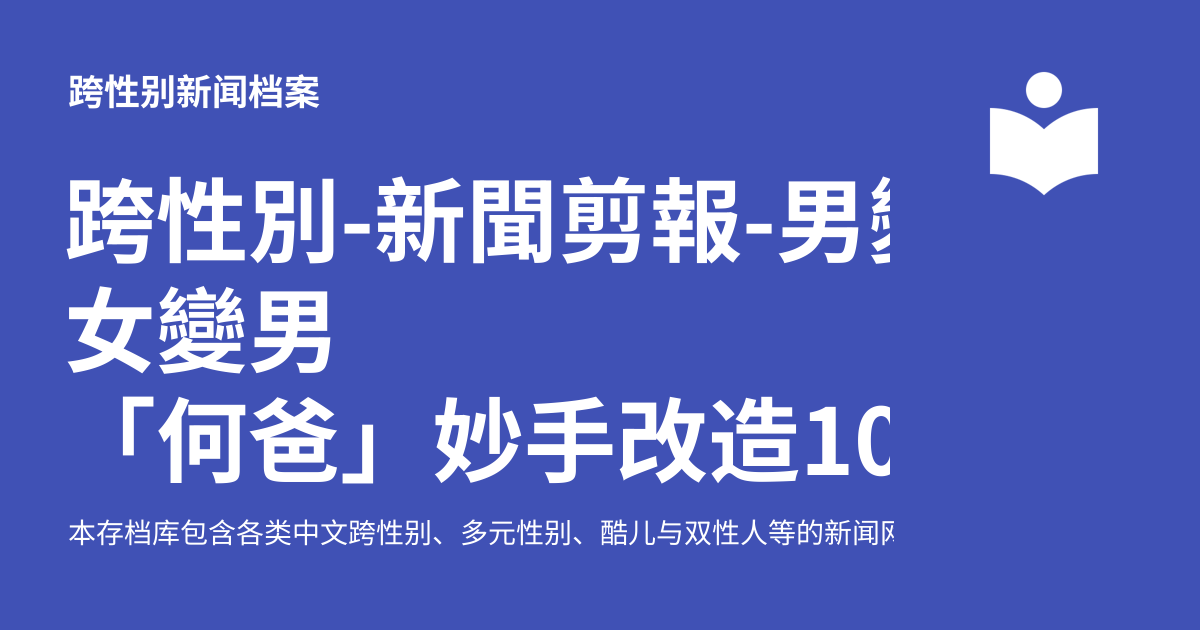 跨性别新闻档案
跨性別-新聞剪報-男
女變男
「何爸」妙手改造10
本存档库包含各类中文跨性别、多元性别、酷儿与双性人等的新闻网